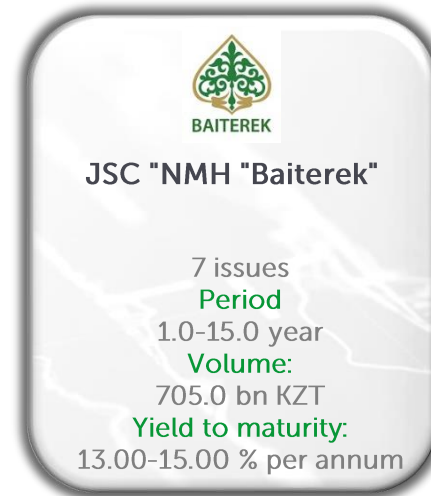 BAITEREK
JSC "NMH "Baiterek"
7 issues
Period
1.0-15.0 year
Volume:
705.0 bn KZT
Yield to maturity:
13.00-15.00 % per annum